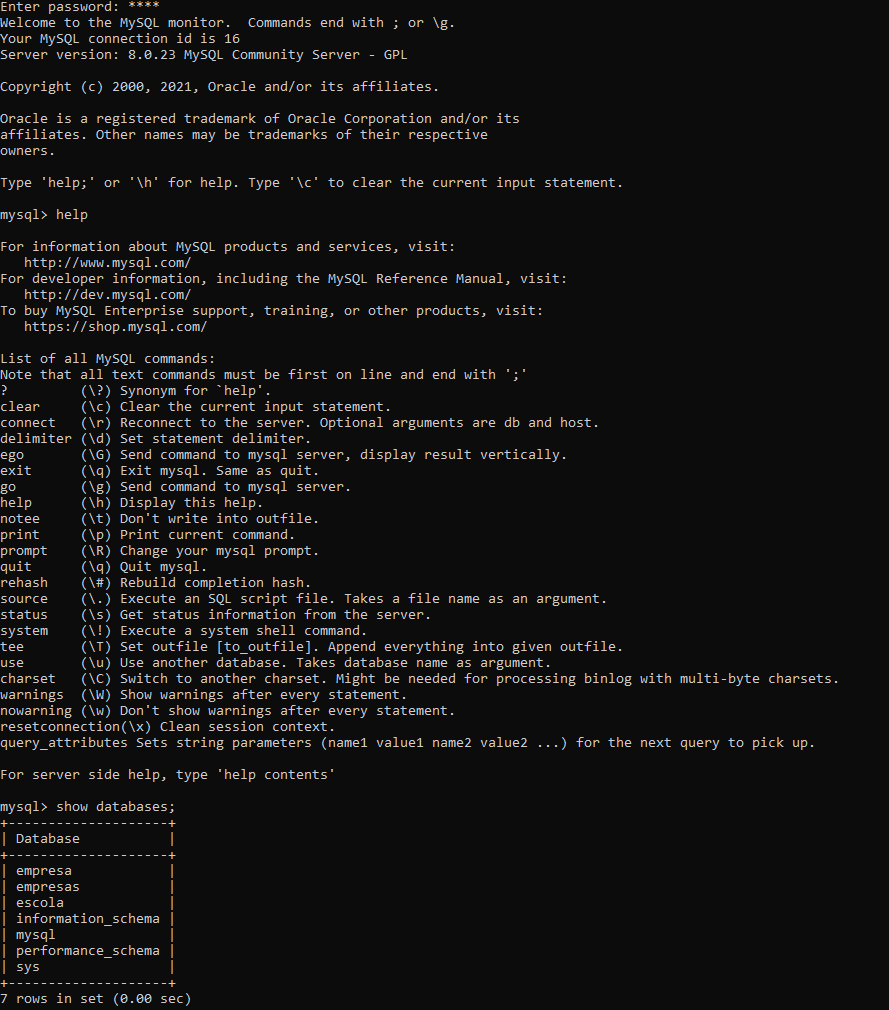 Enter password: ****
Welcome to the MySQL monitor.  Commands end with ; or \g.
Your MySQL connection id is 16
Server version: 8.0.23 MySQL Community Server - GPL

Copyright (c) 2000, 2021, Oracle and/or its affiliates.

Oracle is a registered trademark of Oracle Corporation and/or its
affiliates. Other names may be trademarks of their respective
owners.

Type 'help;' or '\h' for help. Type '\c' to clear the current input statement.

mysql> help

For information about MySQL products and services, visit:
   http://www.mysql.com/
For developer information, including the MySQL Reference Manual, visit:
   http://dev.mysql.com/
To buy MySQL Enterprise support, training, or other products, visit:
   https://shop.mysql.com/

List of all MySQL commands:
Note that all text commands must be first on line and end with ';'
?         (\?) Synonym for `help'.
clear     (\c) Clear the current input statement.
connect   (\r) Reconnect to the server. Optional arguments are db and host.
delimiter (\d) Set statement delimiter.
ego       (\G) Send command to mysql server, display result vertically.
exit      (\q) Exit mysql. Same as quit.
go        (\g) Send command to mysql server.
help      (\h) Display this help.
notee     (\t) Don't write into outfile.
print     (\p) Print current command.
prompt    (\R) Change your mysql prompt.
quit      (\q) Quit mysql.
rehash    (\#) Rebuild completion hash.
source    (\.) Execute an SQL script file. Takes a file name as an argument.
status    (\s) Get status information from the server.
system    (\!) Execute a system shell command.
tee       (\T) Set outfile [to_outfile]. Append everything into given outfile.
use       (\u) Use another database. Takes database name as argument.
charset   (\C) Switch to another charset. Might be needed for processing binlog with multi-byte charsets.
warnings  (\W) Show warnings after every statement.
nowarning (\w) Don't show warnings after every statement.
resetconnection(\x) Clean session context.
query_attributes Sets string parameters (name1 value1 name2 value2 ...) for the next query to pick up.

For server side help, type 'help contents'

mysql> show databases;
+--------------------+
| Database           |
+--------------------+
| empresa            |
| empresas           |
| escola             |
| information_schema |
| mysql              |
| performance_schema |
| sys                |
+--------------------+
7 rows in set (0.00 sec)